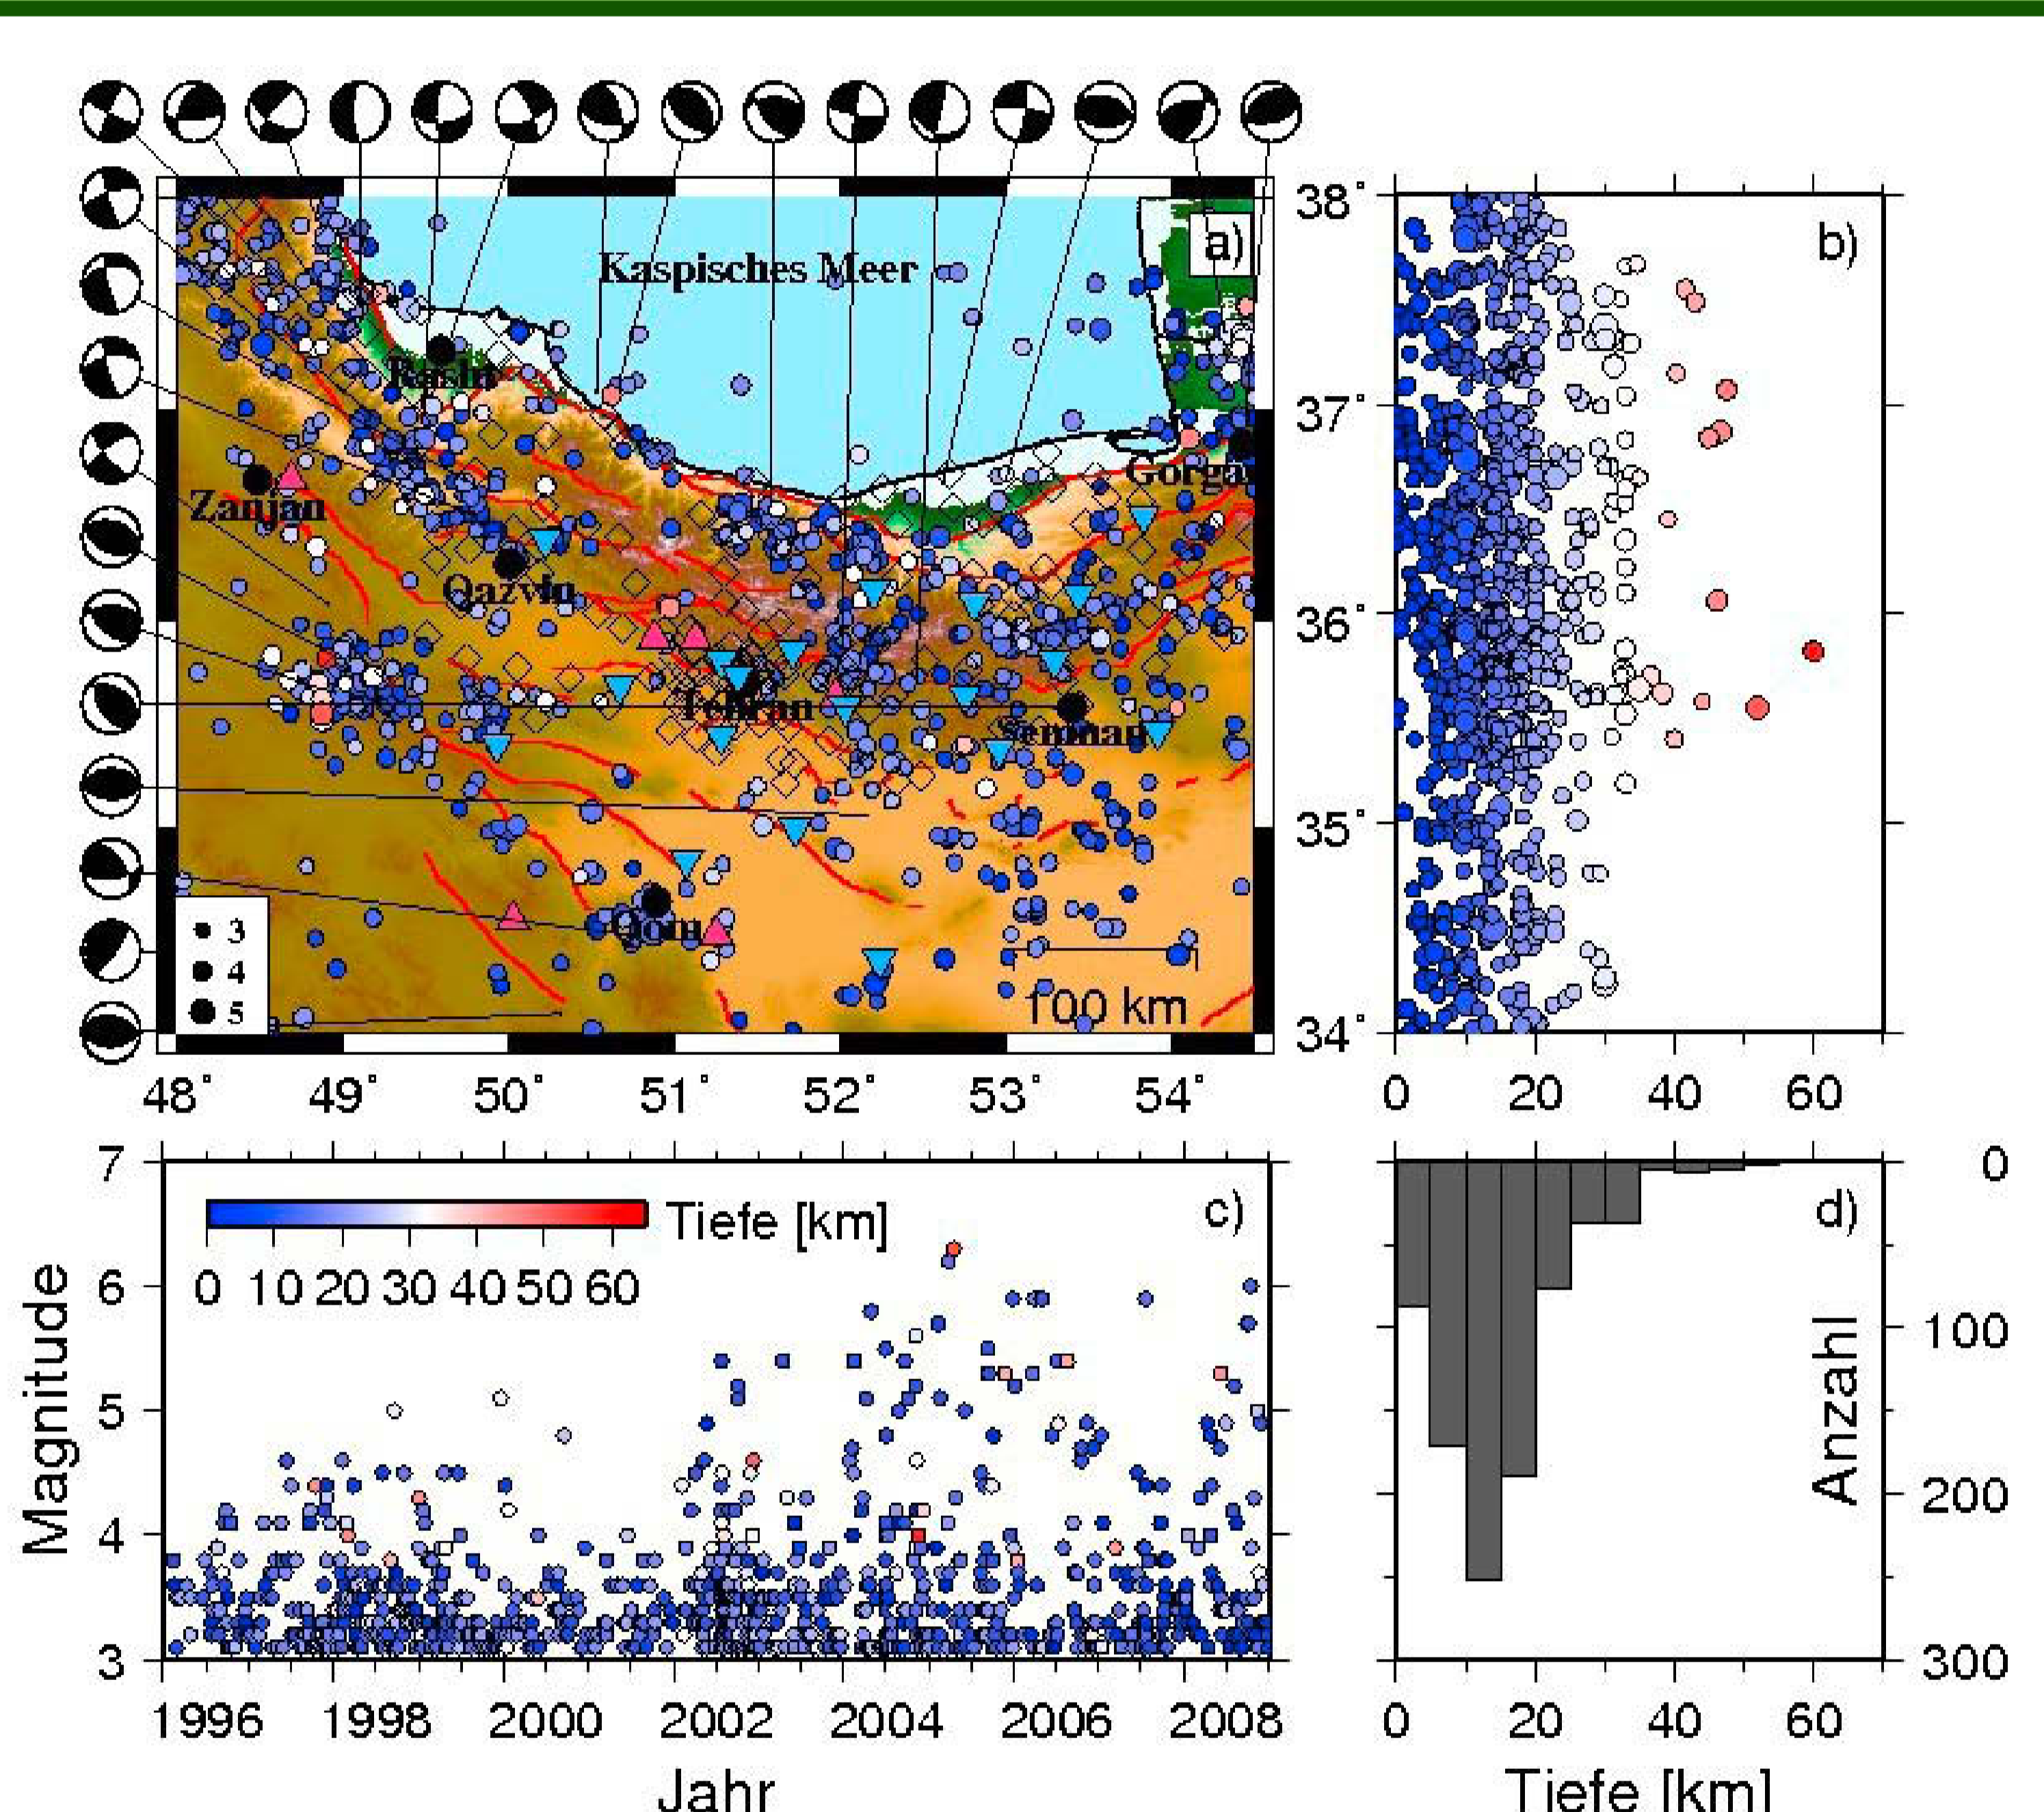 Kaspisches Meer
a)
Rasht
Zanjan
Gorgan
Qazvin
Tehran
Semnan
Qom
3
4
5
100 km
48° 49° 50° 51° 52° 53° 54°
38°
37°
36°
35°
34°
b)
0 20 40 60
7
6
5
4
3
Magnitude
Tiefe [km]
0 10 20 30 40 50 60
c)
1996 1998 2000 2002 2004 2006 2008
Jahr
d)
0
100
200
300
Anzahl
0 20 40 60
Tiefe [km]